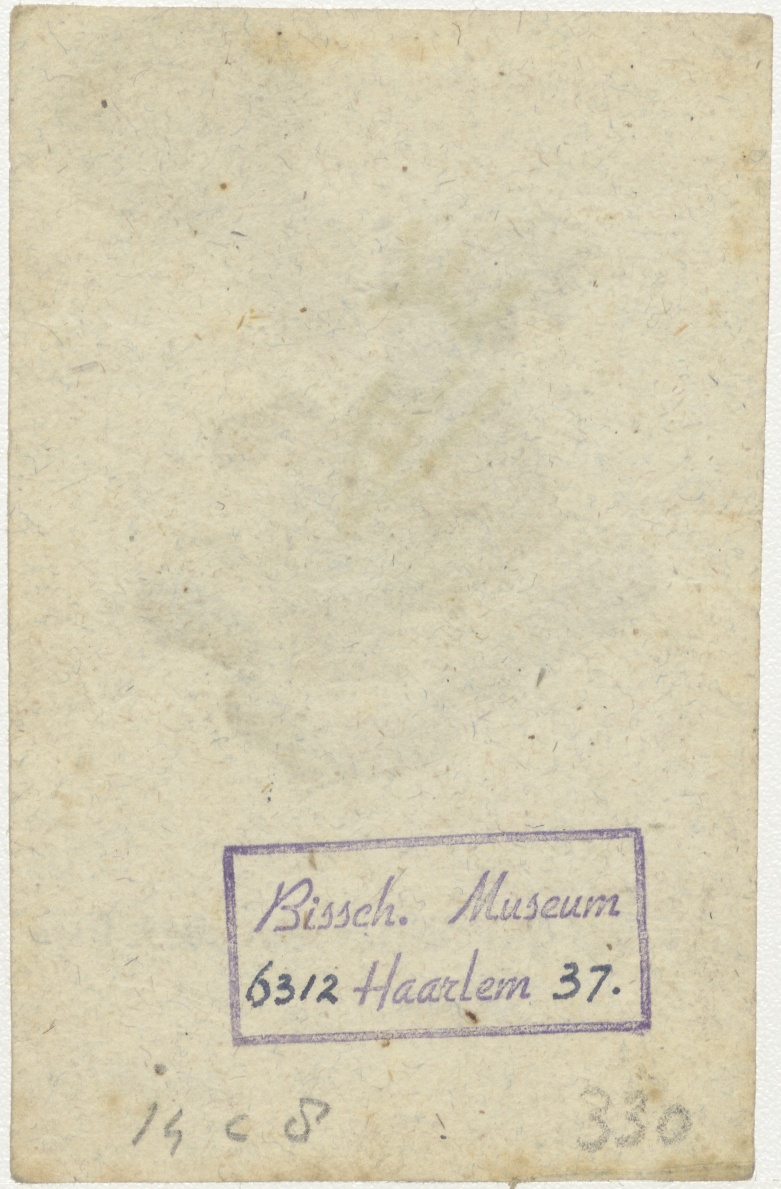 Bissch. Museum
6312 Haarlem 37.
14 c 8 330